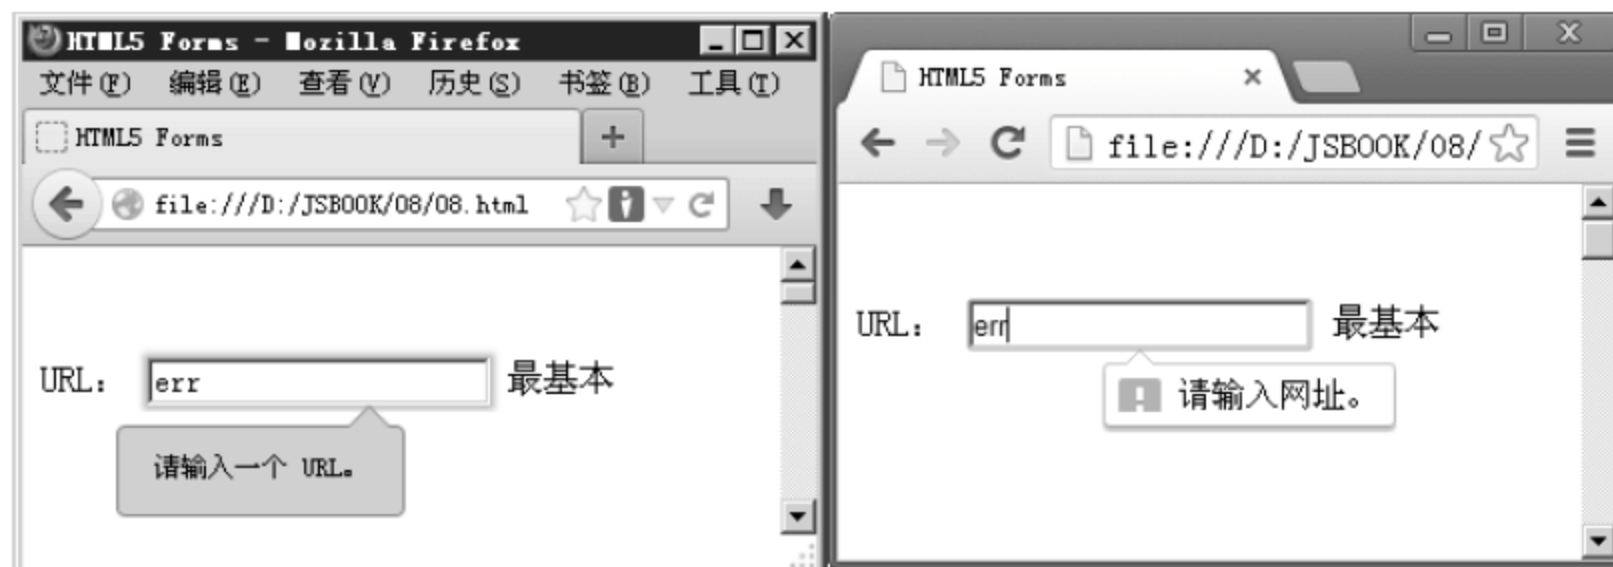 HTML5 Forms - Mozilla Firefox
文件(F) 编辑(E) 查看(V) 历史(S) 书签(B) 工具(T)
HTML5 Forms
file:///D:/JSBOOK/08/08.html
URL: err 最基本
请输入一个 URL。
HTML5 Forms
file:///D:/JSBOOK/08/
URL: err 最基本
请输入网址。